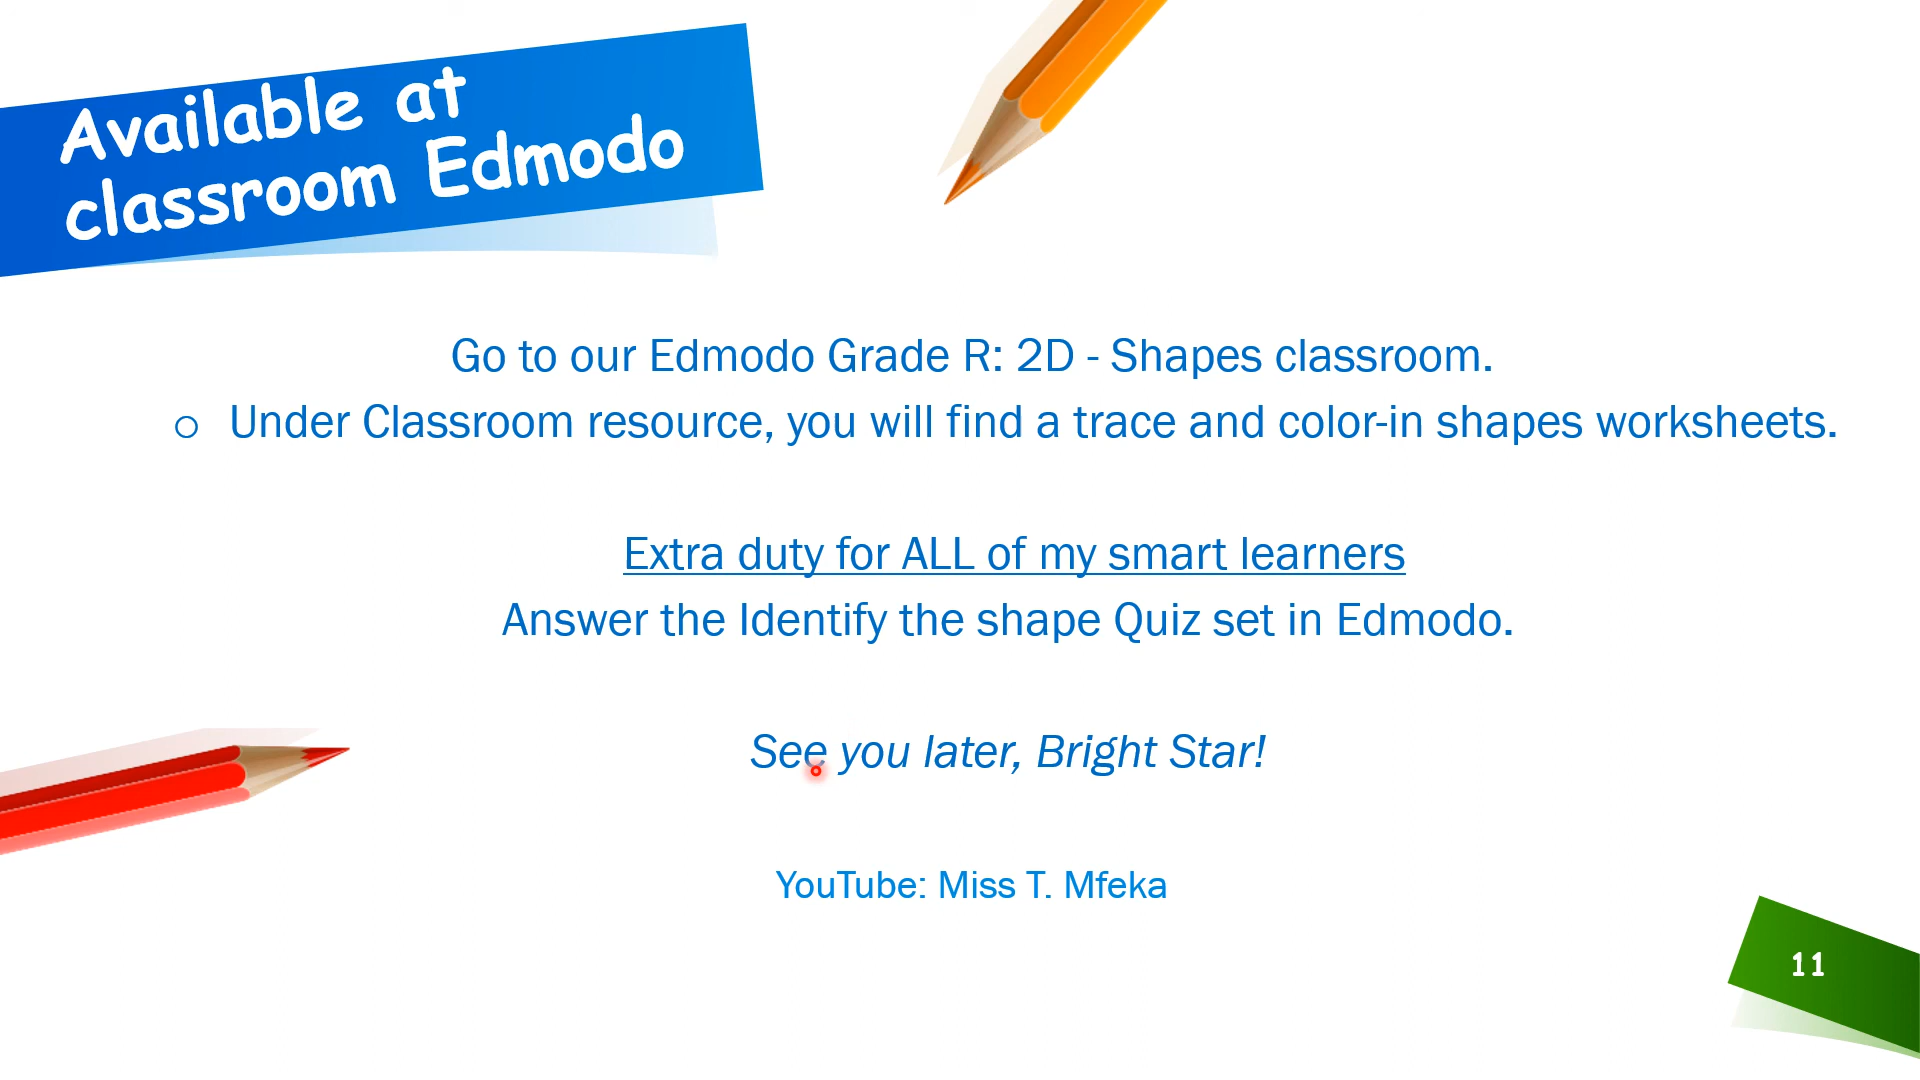 Available at
classroom Edmodo
Go to our Edmodo Grade R: 2D - Shapes classroom.
o Under Classroom resource, you will find a trace and color-in shapes worksheets.
Extra duty for ALL of my smart learners
Answer the Identify the shape Quiz set in Edmodo.
See you later, Bright Star!
YouTube: Miss T. Mfeka
11